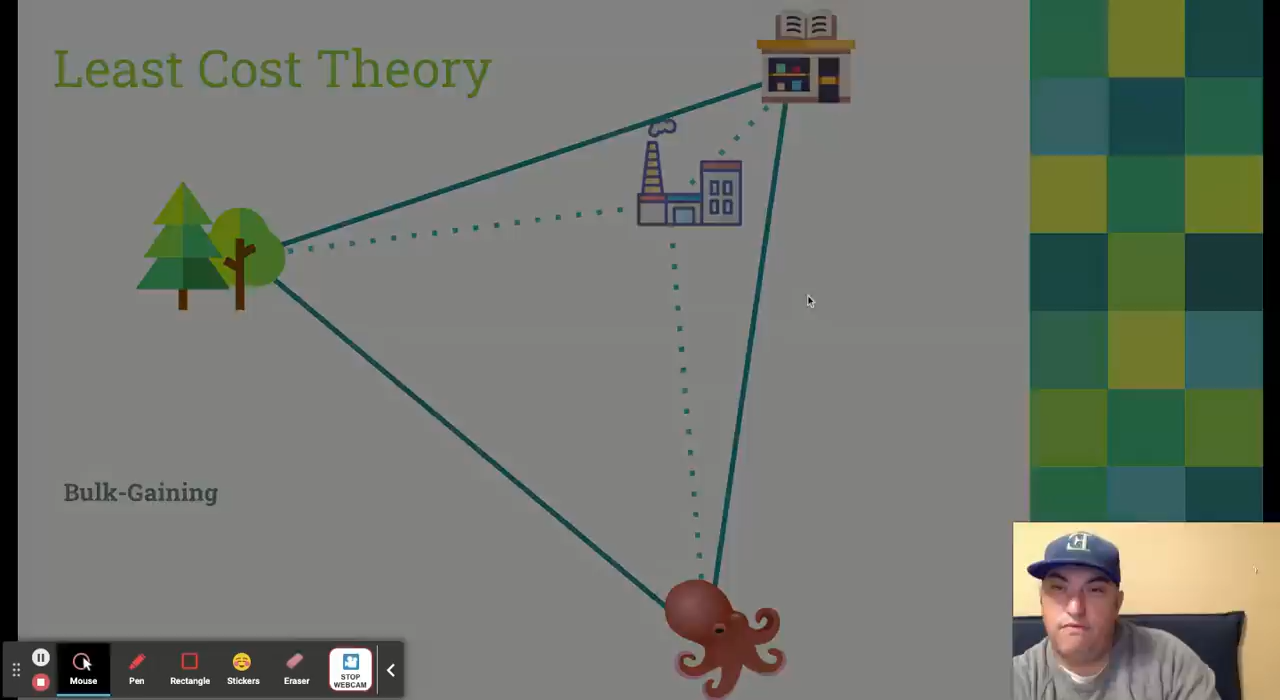 Least Cost Theory
Bulk-Gaining
Mouse
Pen
Rectangle
Stickers
Eraser
STOP
WEBCAM